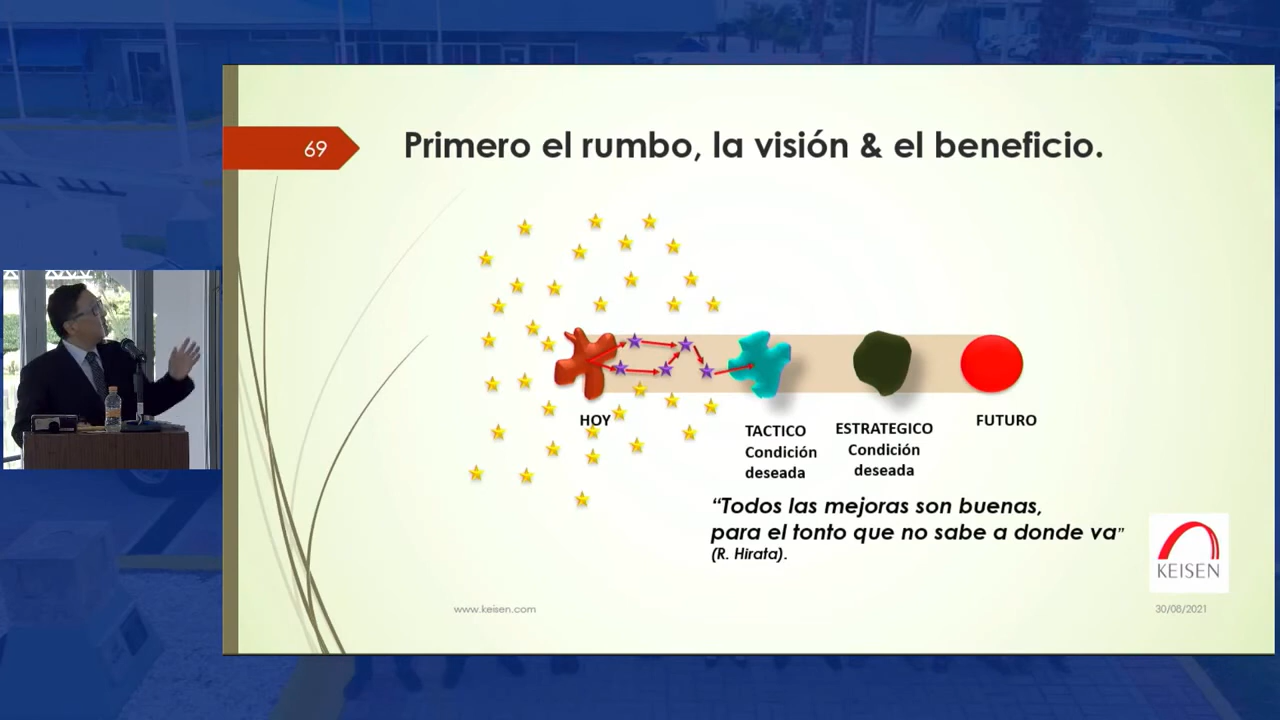 69
Primero el rumbo, la visión & el beneficio.
HOY
TACTICO
Condición
deseada
ESTRATEGICO
Condición
deseada
FUTURO
“Todos las mejoras son buenas,
para el tonto que no sabe a donde va”
(R. Hirata).
KEISEN
www.keisen.com
30/08/2021